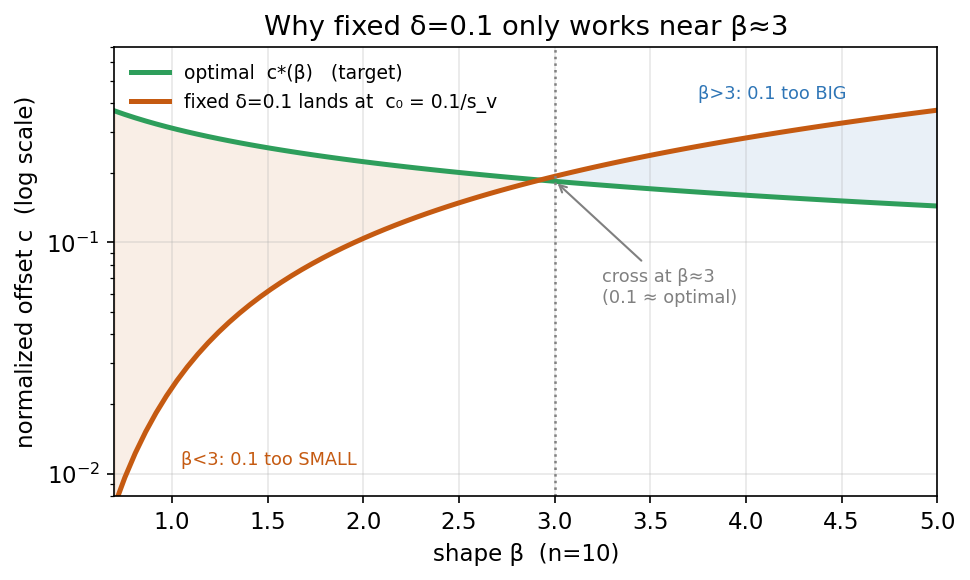 Why fixed δ=0.1 only works near β≈3
optimal c*(β) (target)
fixed δ=0.1 lands at c₀ = 0.1/s_v
β>3: 0.1 too BIG
normalized offset c (log scale)
10⁻¹
cross at β≈3
(0.1 ≈ optimal)
β<3: 0.1 too SMALL
10⁻²
1.0 1.5 2.0 2.5 3.0 3.5 4.0 4.5 5.0
shape β (n=10)